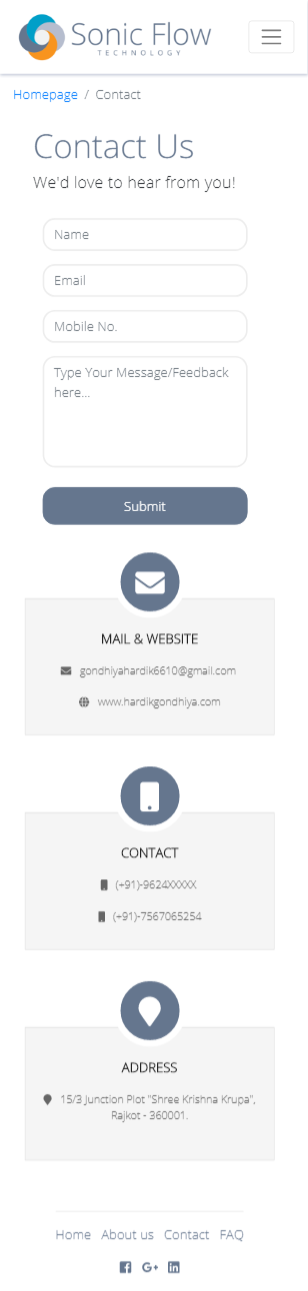 Sonic Flow
TECHNOLOGY
Homepage / Contact
Contact Us
We'd love to hear from you!
Name
Email
Mobile No.
Type Your Message/Feedback
here...
Submit
MAIL & WEBSITE
gondhiyahardik6610@gmail.com
www.hardikgondhiya.com
CONTACT
(+91)-9624XXXXX
(+91)-7567065254
ADDRESS
15/3 Junction Plot "Shree Krishna Krupa",
Rajkot - 360001.
Home About us Contact FAQ